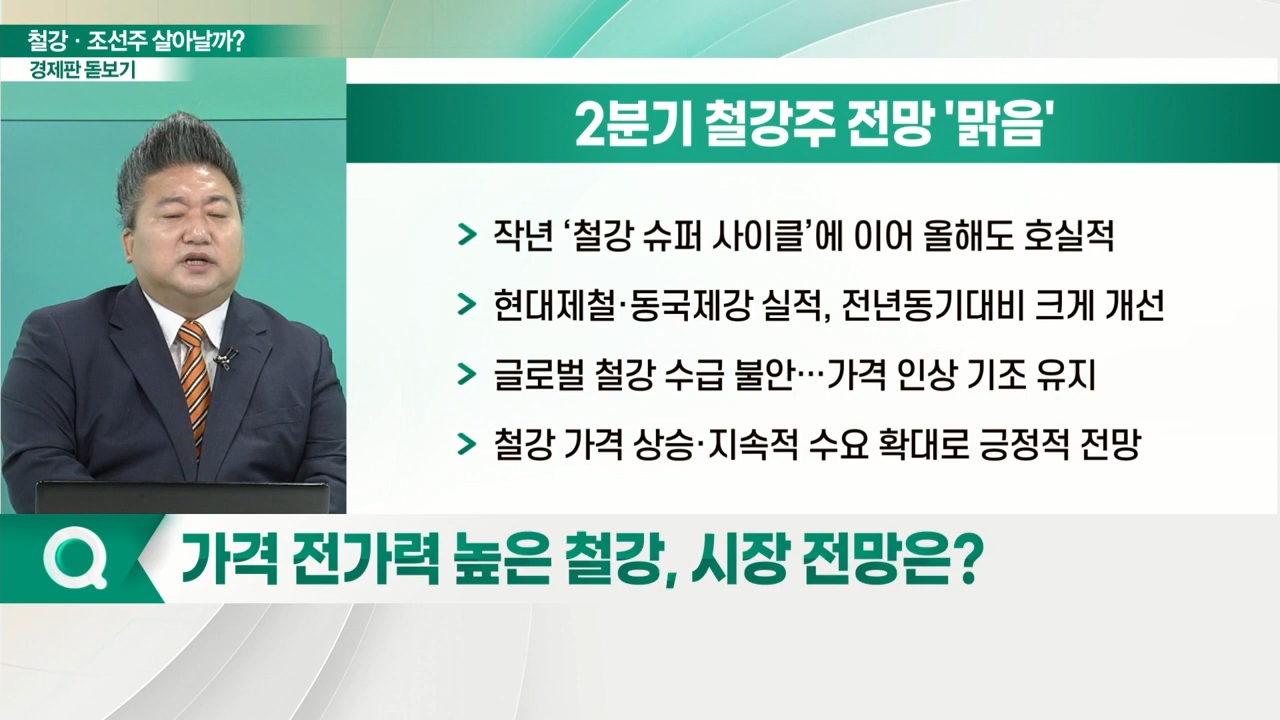 철강 · 조선주 살아날까?
경제판 돋보기
2분기 철강주 전망 '맑음'
> 작년 ‘철강 슈퍼 사이클’에 이어 올해도 호실적
> 현대제철·동국제강 실적, 전년동기대비 크게 개선
> 글로벌 철강 수급 불안…가격 인상 기조 유지
> 철강 가격 상승·지속적 수요 확대로 긍정적 전망
Q 가격 전가력 높은 철강, 시장 전망은?